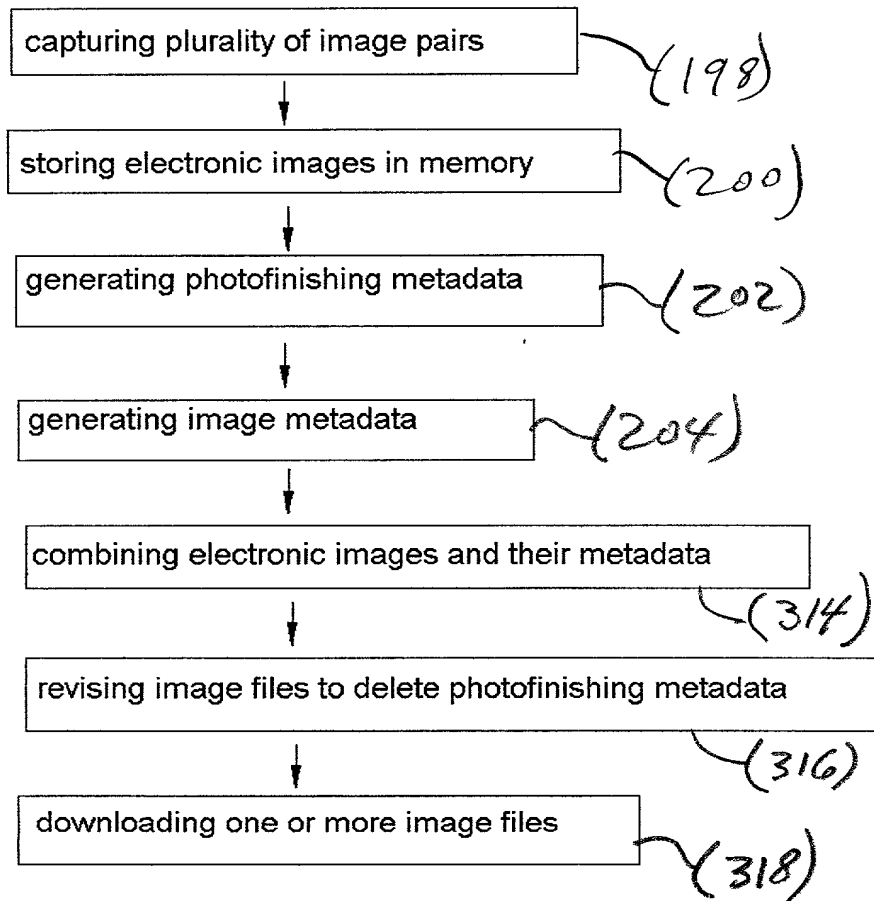 capturing plurality of image pairs
(198)
storing electronic images in memory
(200)
generating photofinishing metadata
(202)
generating image metadata
(204)
combining electronic images and their metadata
(314)
revising image files to delete photofinishing metadata
(316)
downloading one or more image files
(318)